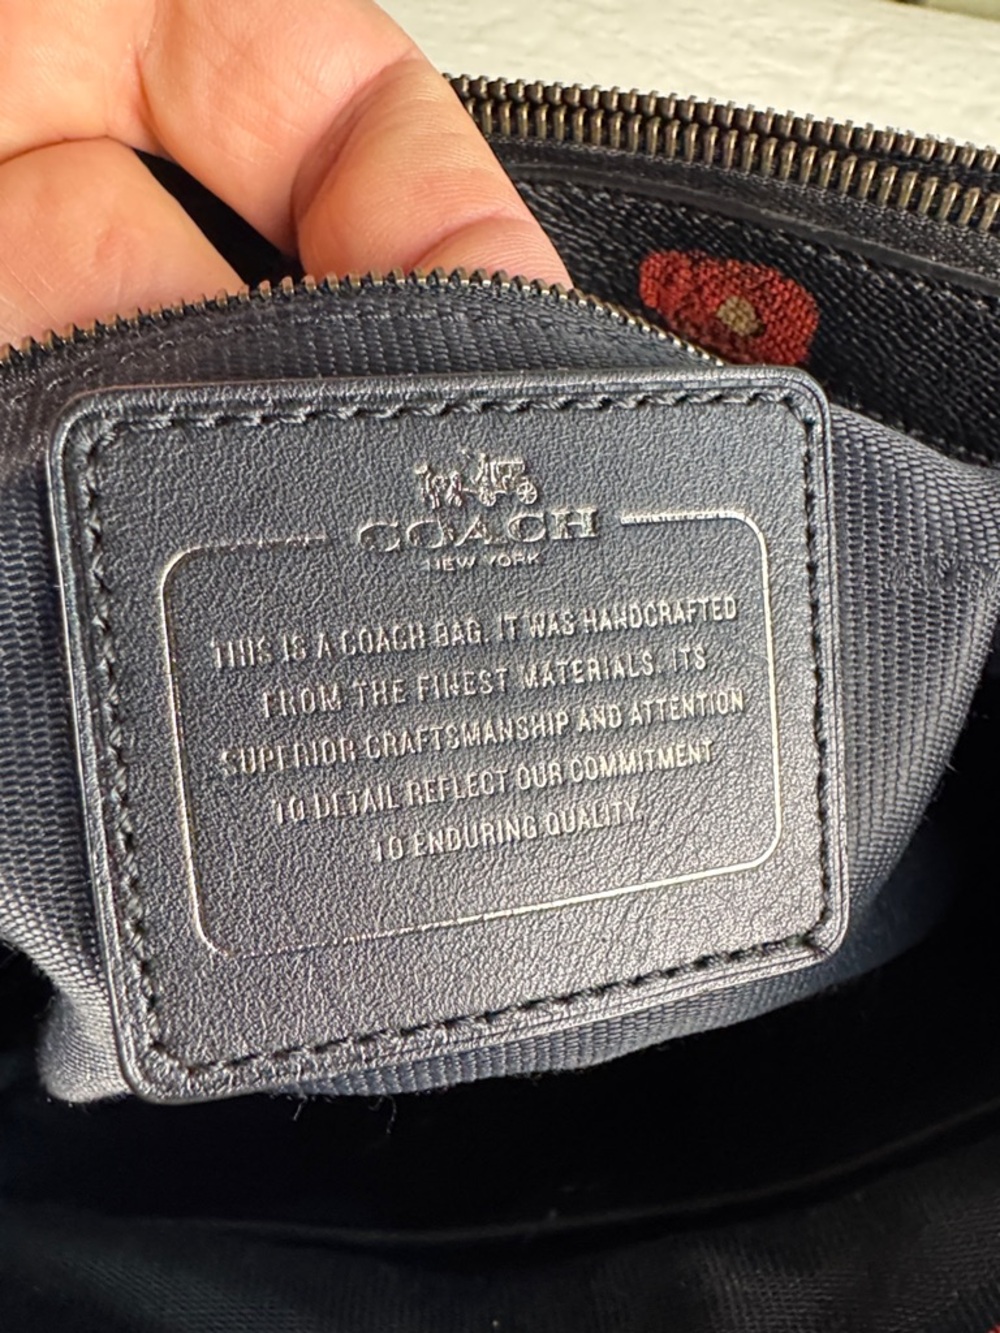 COACH
NEW YORK
THIS IS A COACH BAG. IT WAS HANDCRAFTED
FROM THE FINEST MATERIALS. ITS
SUPERIOR CRAFTSMANSHIP AND ATTENTION
TO DETAIL REFLECT OUR COMMITMENT
TO ENDURING QUALITY.